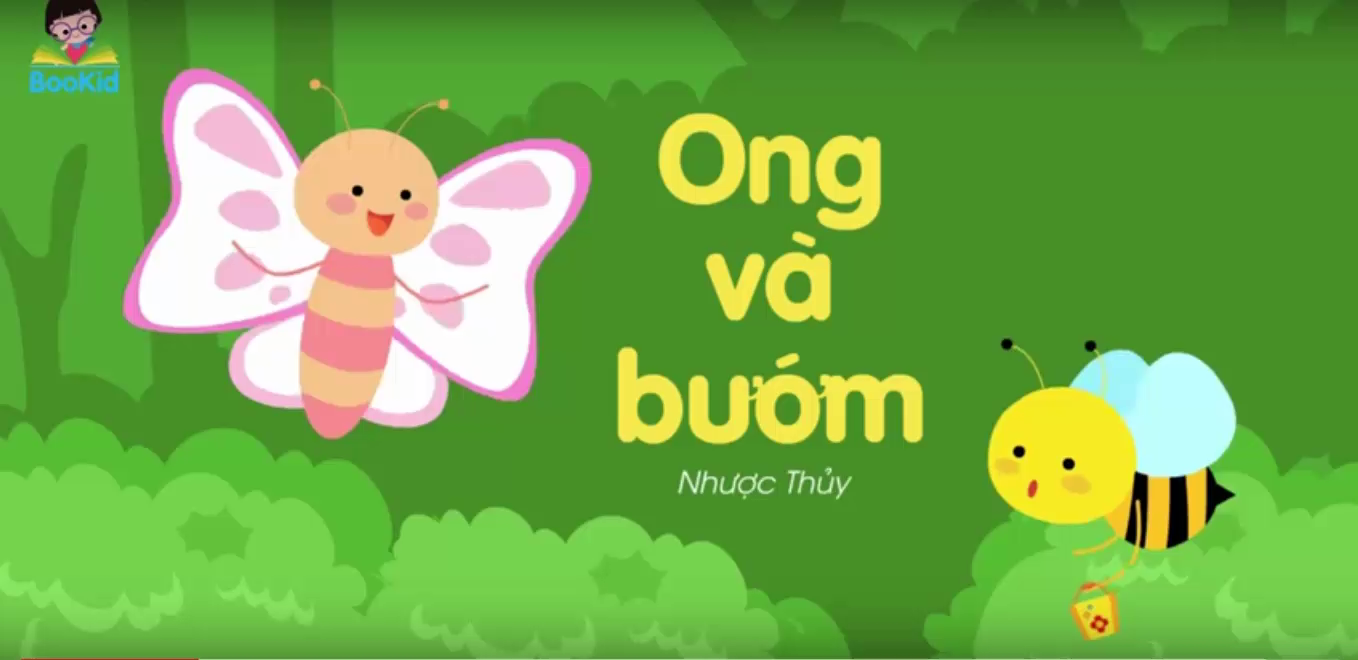 BooKid
Ong
và
bướm
Nhược Thủy